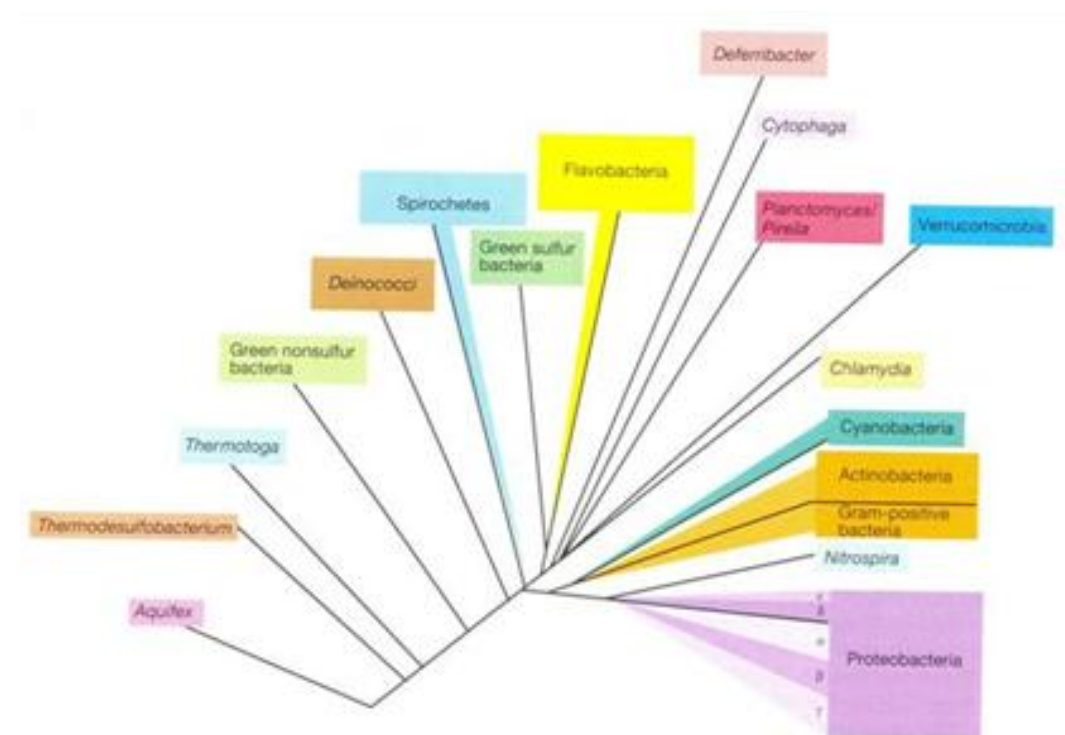 Deferribacter
Cytophaga
Flavobacteria
Spirochetes
Planctomyces/
Pirella
Verrucomicrobia
Green sulfur
bacteria
Deinococci
Green nonsulfur
bacteria
Chlamydia
Cyanobacteria
Thermotoga
Actinobacteria
Gram-positive
bacteria
Thermodesulfobacterium
Nitrospira
Aquifex
Proteobacteria
β